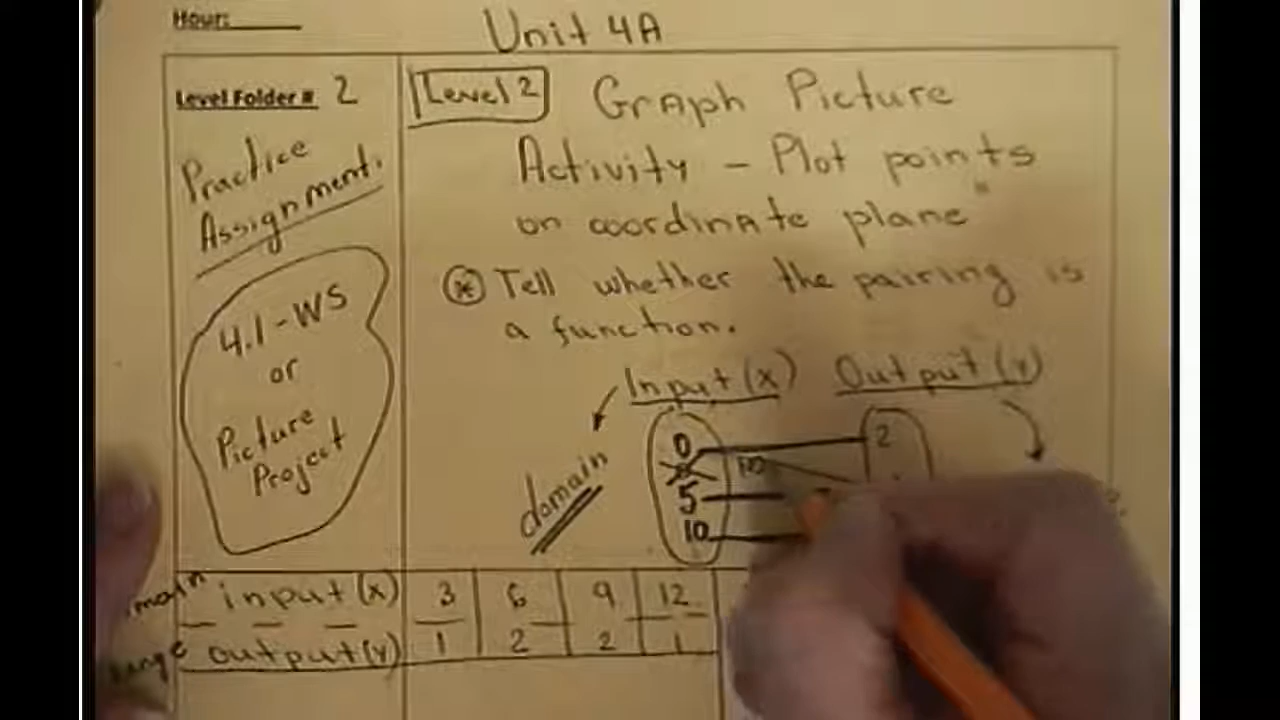 Hour:
Unit 4A
Level Folder # 2
Practice
Assignment.
4.1-WS
or
Picture
Project
Level 2 Graph Picture
Activity - Plot points
on coordinate plane"
* Tell whether the pairing is
a function.
Input (x) Output (y)
domain
0 2
5
10
input (x) 3 6 9 12
output (y) 1 2 2 1